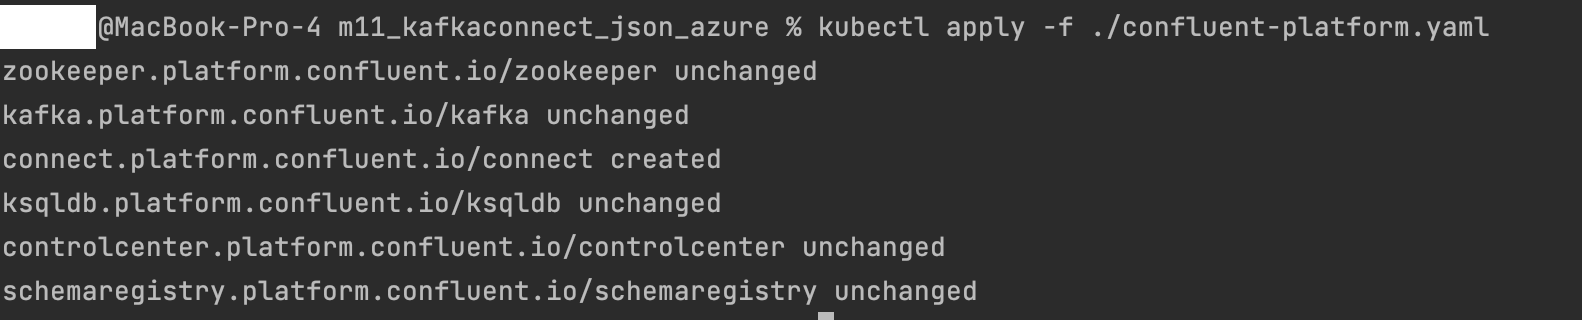 @MacBook-Pro-4 m11_kafkaconnect_json_azure % kubectl apply -f ./confluent-platform.yaml
zookeeper.platform.confluent.io/zookeeper unchanged
kafka.platform.confluent.io/kafka unchanged
connect.platform.confluent.io/connect created
ksqldb.platform.confluent.io/ksqldb unchanged
controlcenter.platform.confluent.io/controlcenter unchanged
schemaregistry.platform.confluent.io/schemaregistry unchanged